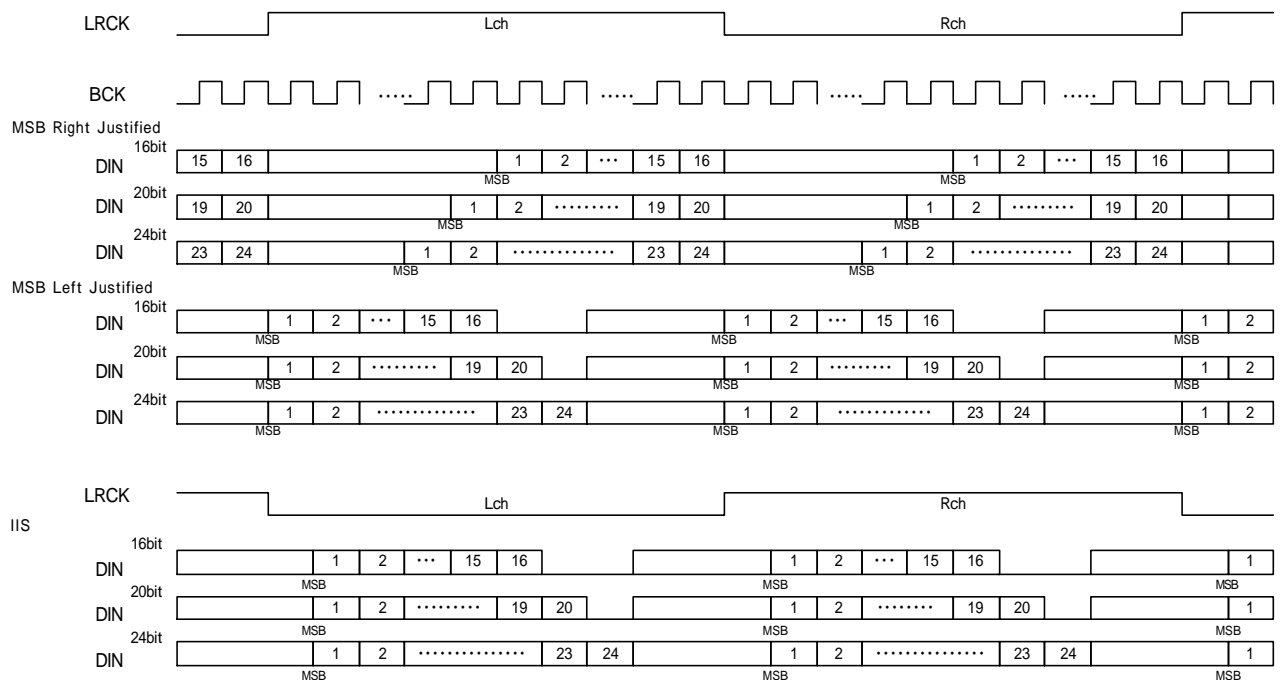 LRCK Lch Rch
BCK ····· ····· ····· ·····
MSB Right Justified
16bit
DIN 15 16 1 2 ··· 15 16 1 2 ··· 15 16
MSB MSB
20bit
DIN 19 20 1 2 ········· 19 20 1 2 ········· 19 20
MSB MSB
24bit
DIN 23 24 1 2 ·············· 23 24 1 2 ·············· 23 24
MSB MSB
MSB Left Justified
16bit
DIN 1 2 ··· 15 16 1 2 ··· 15 16 1 2
MSB MSB MSB
20bit
DIN 1 2 ········· 19 20 1 2 ········· 19 20 1 2
MSB MSB MSB
24bit
DIN 1 2 ·············· 23 24 1 2 ·············· 23 24 1 2
MSB MSB MSB
LRCK Lch Rch
IIS
16bit
DIN 1 2 ··· 15 16 1 2 ··· 15 16 1
MSB MSB MSB
20bit
DIN 1 2 ········· 19 20 1 2 ········ 19 20 1
MSB MSB MSB
24bit
DIN 1 2 ··············· 23 24 1 2 ··············· 23 24 1
MSB MSB MSB